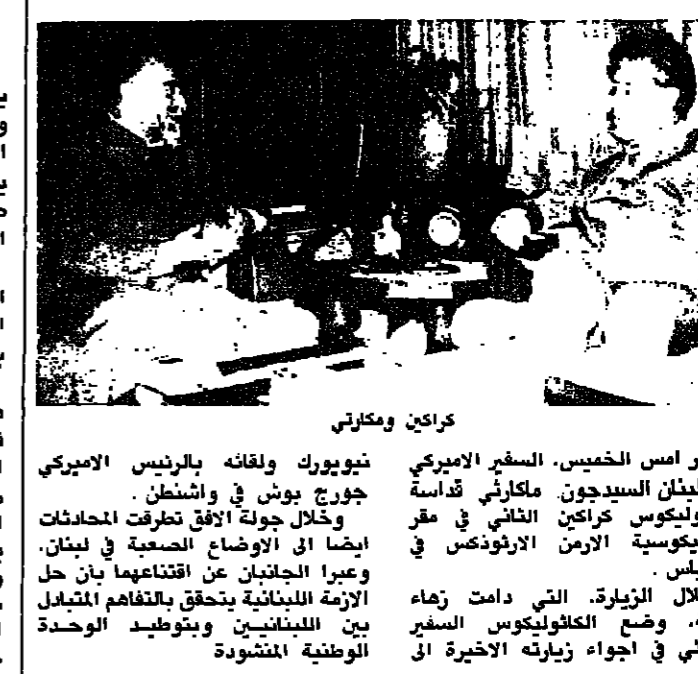 كراكين ومكارتي
ر امس الخميس، السفير الاميركي
لبنان السيدجون. ماكارثي قداسة
وليكوس كراكين الثاني في مقر
يكوسية الارمن الارثوذكس في
ياس .
لال الزيارة، التي دامت زهاء
وضع الكاثوليكوس السفير
ثي في اجواء زيارته الاخيرة الى
نيويورك ولقائه بالرئيس الاميركي
جورج بوش في واشنطن .
وخلال جولة الافق تطرقت المحادثات
ايضا الى الاوضاع الصعبة في لبنان.
وعبرا الجانبان عن اقتناعهما بأن حل
الازمة اللبنانية يتحقق بالتفاهم المتبادل
بين اللبنانيين وبتوطيد الوحدة
الوطنية المنشودة